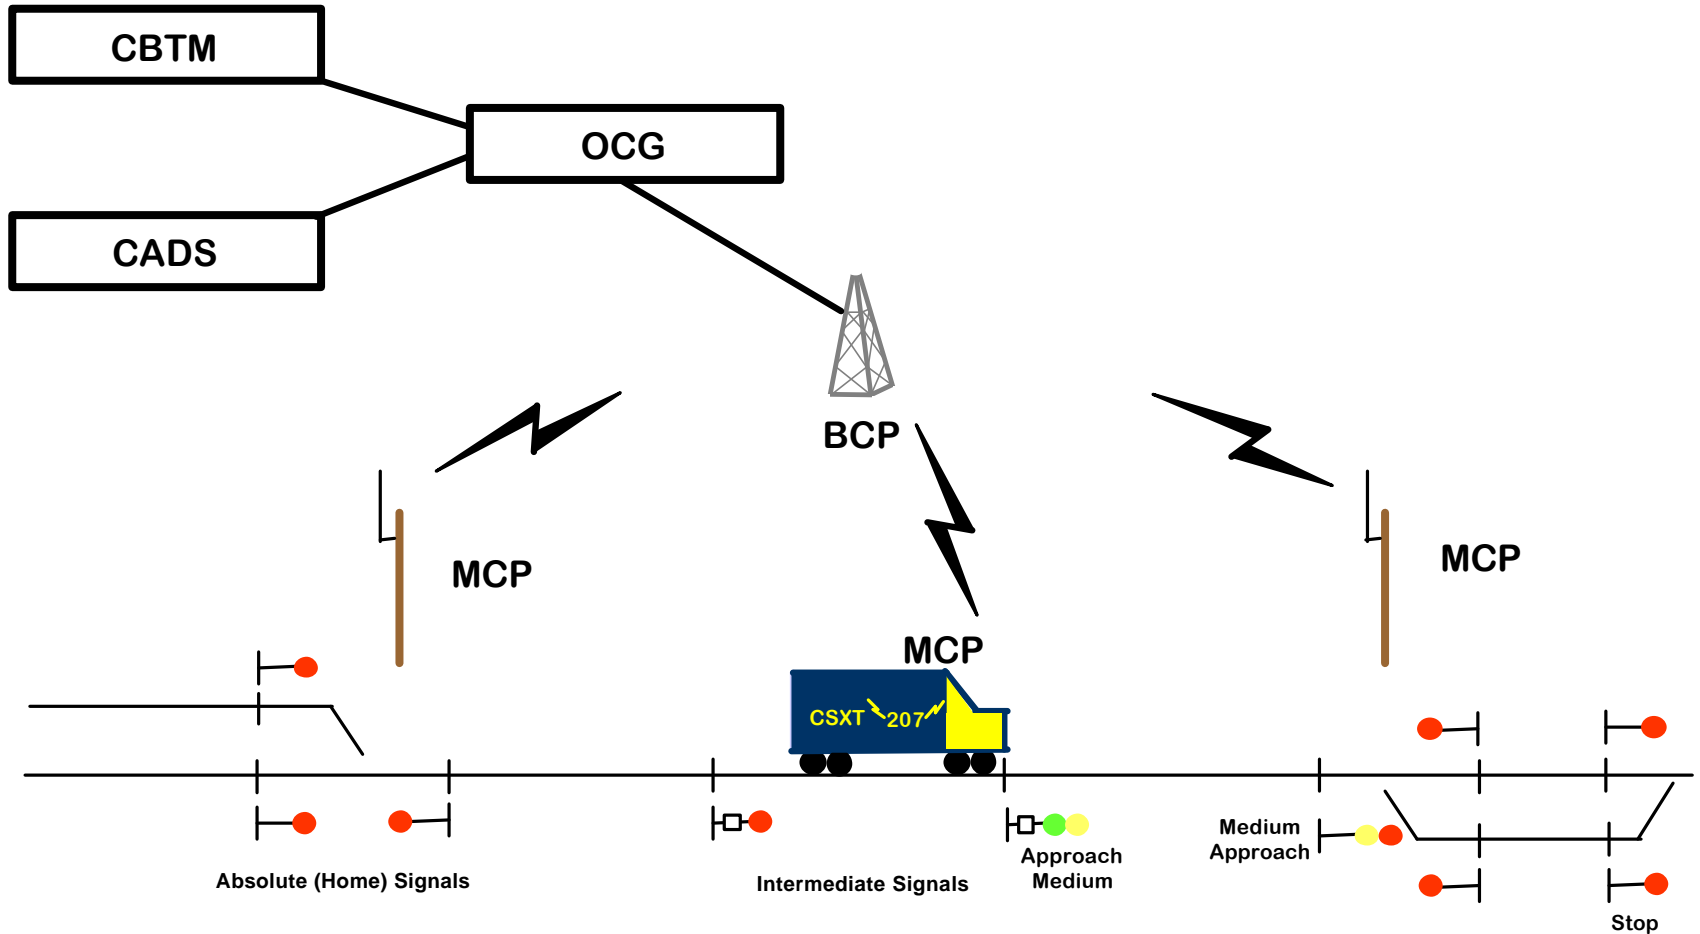 CBTM
OCG
CADS
BCP
MCP
MCP
MCP
CSXT 207
Medium
Approach
Approach
Medium
Absolute (Home) Signals
Intermediate Signals
Stop